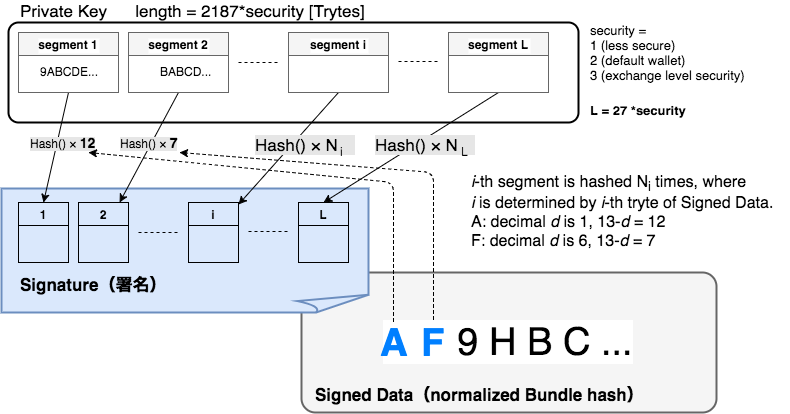 Private Key length = 2187*security [Trytes]
segment 1
segment 2
segment i
segment L
9ABCDE...
BABCD...
security =
1 (less secure)
2 (default wallet)
3 (exchange level security)
L = 27 *security
Hash() × 12
Hash() × 7
Hash() × Ni
Hash() × NL
i-th segment is hashed Ni times, where
i is determined by i-th tryte of Signed Data.
A: decimal d is 1, 13-d = 12
F: decimal d is 6, 13-d = 7
1
2
i
L
Signature（署名）
A F 9 H B C ...
Signed Data（normalized Bundle hash）